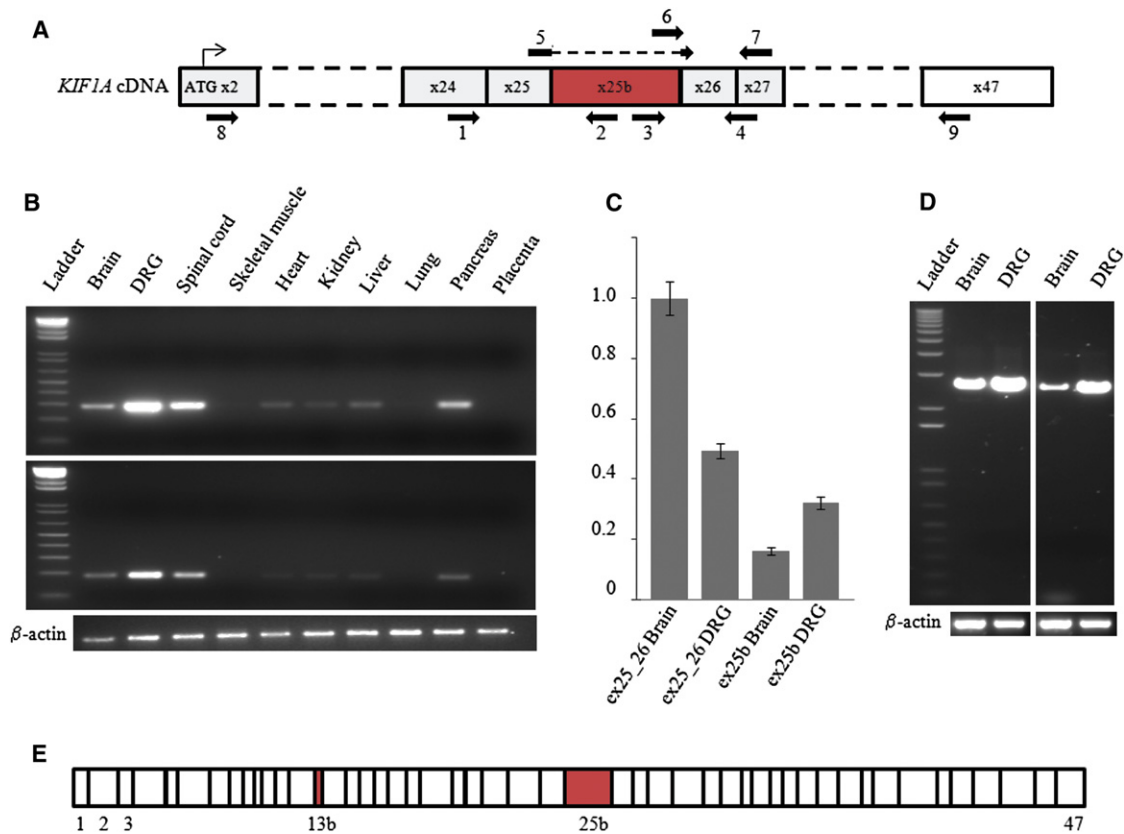 A
6
5
7
KIF1A cDNA
ATG x2
x24
x25
x25b
x26
x27
x47
8
1
2
3
4
9
B
C
D
Ladder
Brain
DRG
Spinal cord
Skeletal muscle
Heart
Kidney
Liver
Lung
Pancreas
Placenta
β-actin
1.0
0.8
0.6
0.4
0.2
0
ex25_26 Brain
ex25_26 DRG
ex25b Brain
ex25b DRG
Ladder
Brain
DRG
Brain
DRG
β-actin
E
1 2 3 13b 25b 47